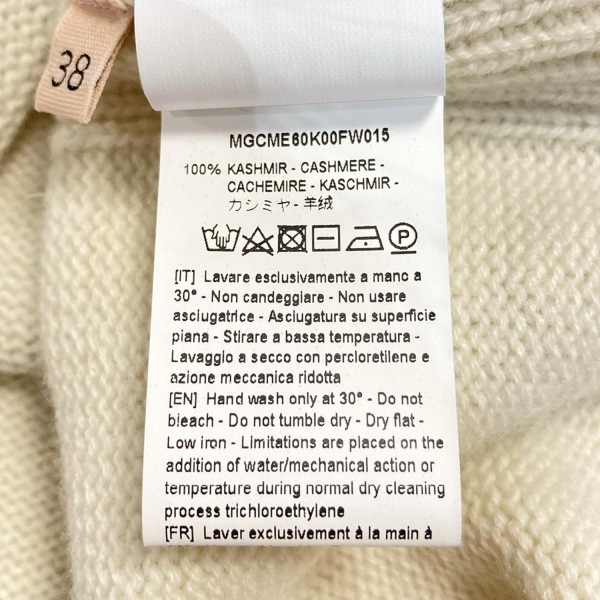 38
MGCME60K00FW015
100% KASHMIR - CASHMERE -
CACHEMIRE - KASCHMIR -
カシミヤ - 羊绒
P
[IT] Lavare esclusivamente a mano a
30° - Non candeggiare - Non usare
asciugatrice - Asciugatura su superficie
piana - Stirare a bassa temperatura -
Lavaggio a secco con percloretilene e
azione meccanica ridotta
[EN] Hand wash only at 30° - Do not
bleach - Do not tumble dry - Dry flat -
Low iron - Limitations are placed on the
addition of water/mechanical action or
temperature during normal dry cleaning
process trichloroethylene
[FR] Laver exclusivement à la main à